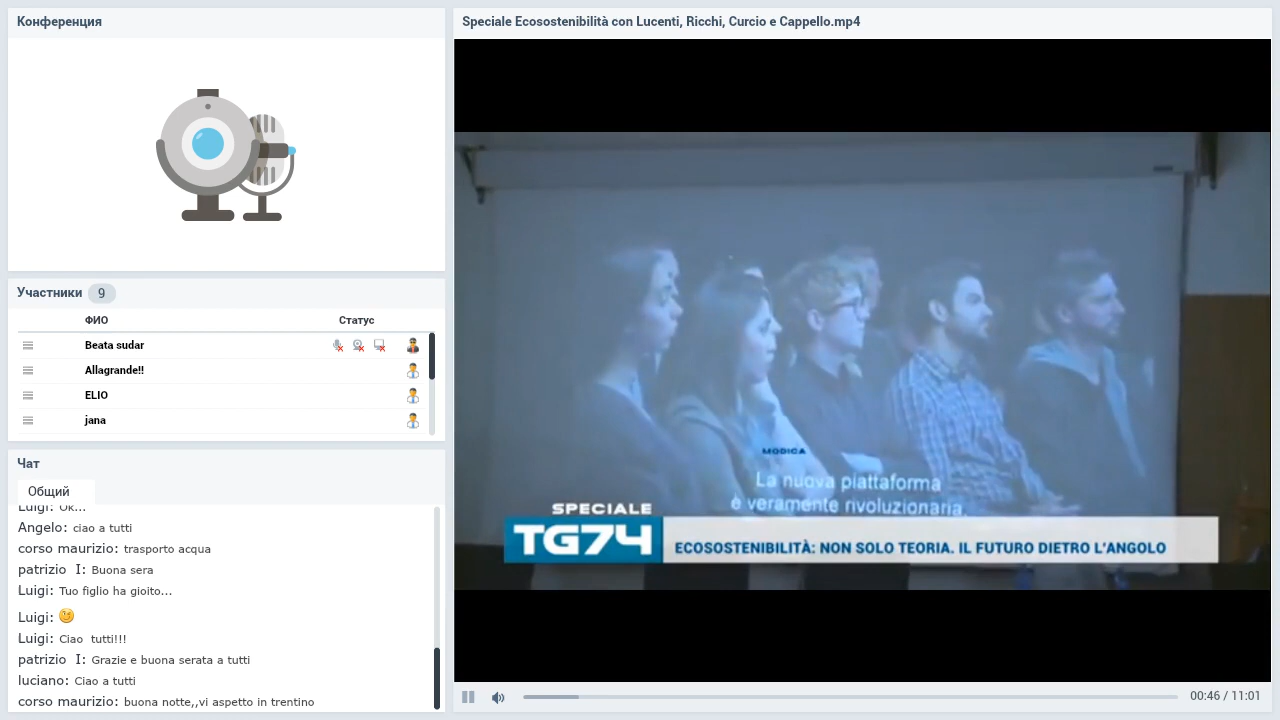 Конференция
Участники 9
ФИО Статус
Beata sudar
Allagrande!!
ELIO
jana
Чат
Общий
Luigi: Ok...
Angelo: ciao a tutti
corso maurizio: trasporto acqua
patrizio I: Buona sera
Luigi: Tuo figlio ha gioito...
Luigi:
Luigi: Ciao tutti!!!
patrizio I: Grazie e buona serata a tutti
luciano: Ciao a tutti
corso maurizio: buona notte,,vi aspetto in trentino
Speciale Ecosostenibilità con Lucenti, Ricchi, Curcio e Cappello.mp4
MODICA
La nuova piattaforma
è veramente rivoluzionaria.
SPECIALE
TG74
ECOSOSTENIBILITÀ: NON SOLO TEORIA. IL FUTURO DIETRO L'ANGOLO
00:46 / 11:01